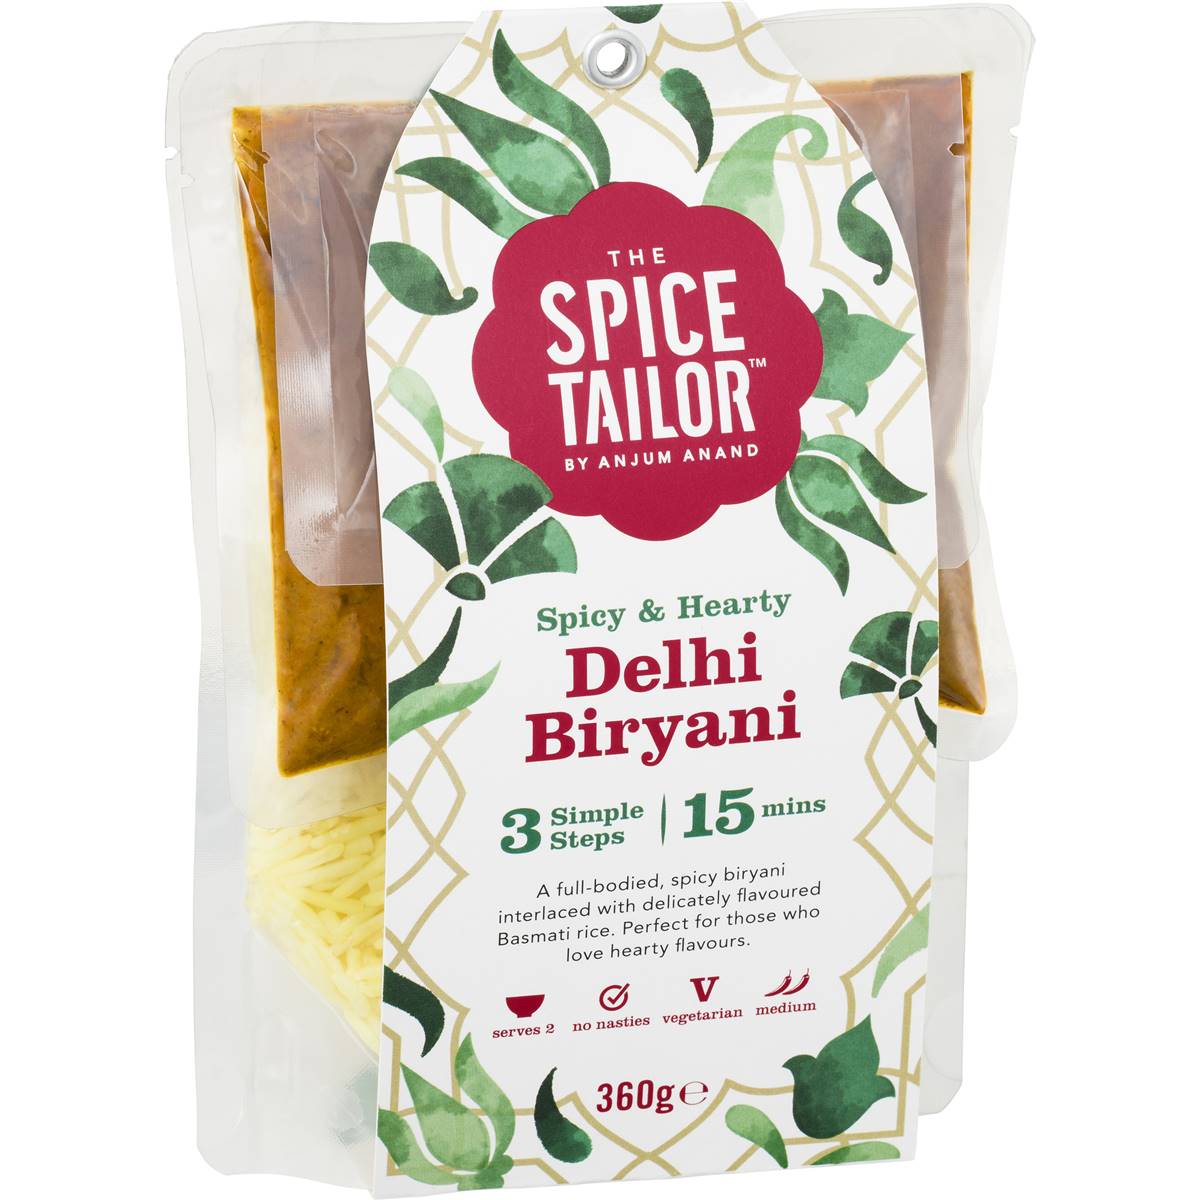 THE
SPICE
TAILOR™
BY ANJUM ANAND
Spicy & Hearty
Delhi
Biryani
3 Simple Steps | 15 mins
A full-bodied, spicy biryani
interlaced with delicately flavoured
Basmati rice. Perfect for those who
love hearty flavours.
serves 2 no nasties V vegetarian medium
360g℮